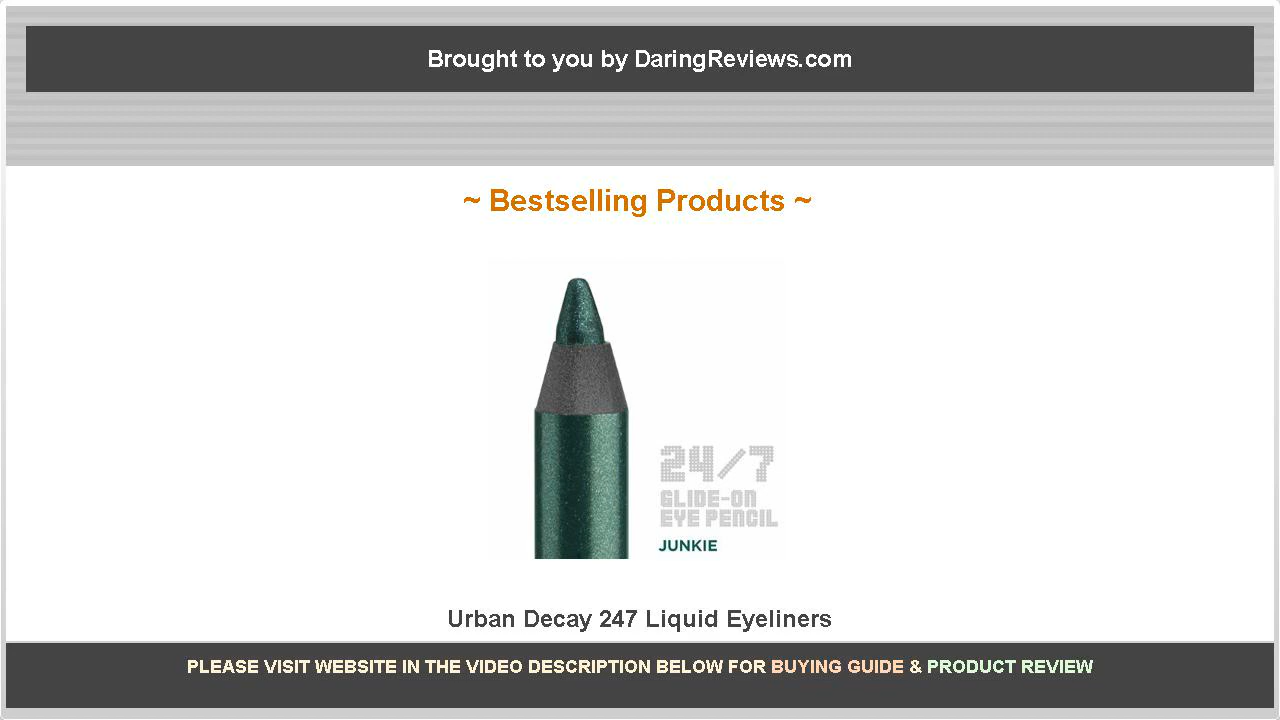 Brought to you by DaringReviews.com
~ Bestselling Products ~
24/7
GLIDE-ON
EYE PENCIL
JUNKIE
Urban Decay 247 Liquid Eyeliners
PLEASE VISIT WEBSITE IN THE VIDEO DESCRIPTION BELOW FOR BUYING GUIDE & PRODUCT REVIEW